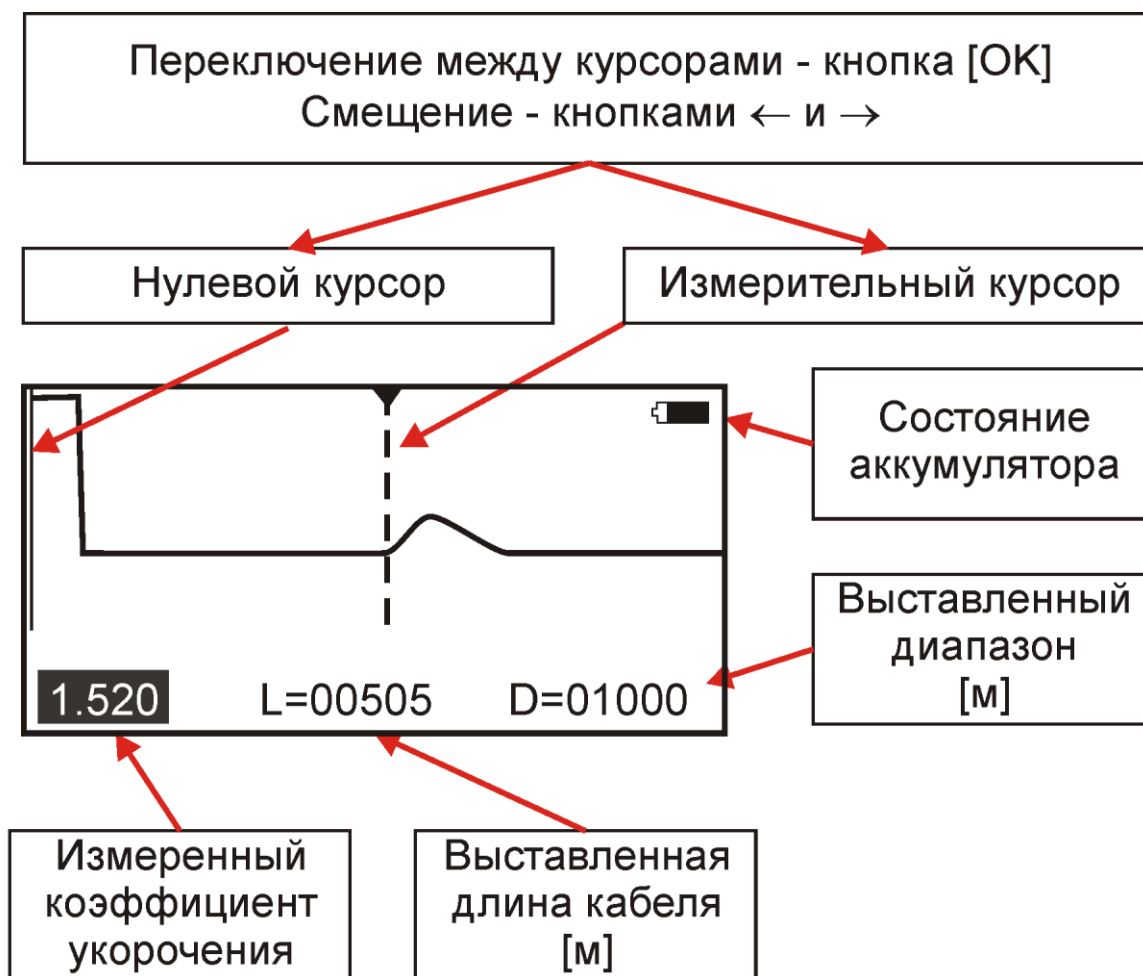 Переключение между курсорами - кнопка [OK]
Смещение - кнопками ← и →
Нулевой курсор
Измерительный курсор
Состояние
аккумулятора
Выставленный
диапазон
[м]
1.520 L=00505 D=01000
Измеренный
коэффициент
укорочения
Выставленная
длина кабеля
[м]